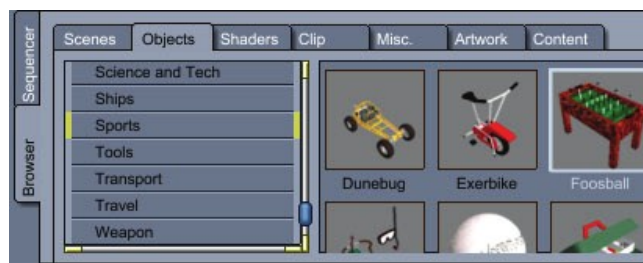 Sequencer
Browser
Scenes Objects Shaders Clip Misc. Artwork Content
Science and Tech
Ships
Sports
Tools
Transport
Travel
Weapon
Dunebug Exerbike Foosball